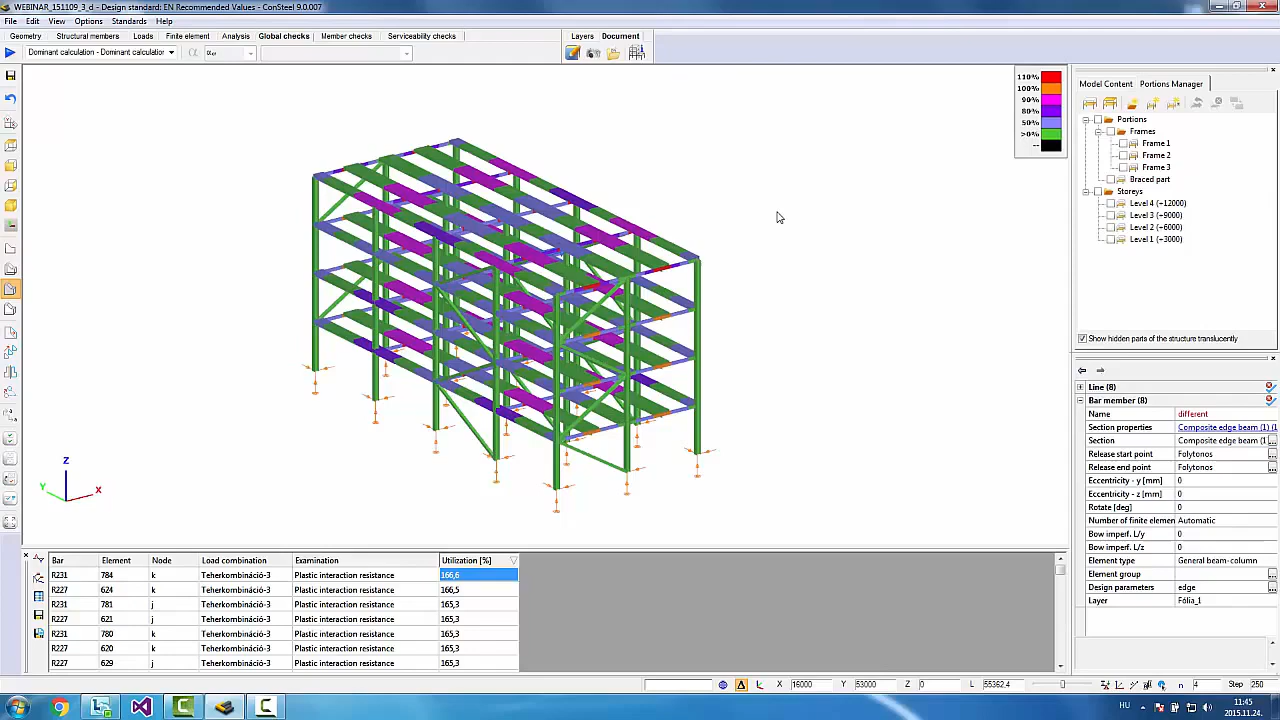 WEBINAR_151109_3_d - Design standard: EN Recommended Values - ConSteel 9.0.007
File Edit View Options Standards Help
Geometry Structural members Loads Finite element Analysis Global checks Member checks Serviceability checks Layers Document
Dominant calculation - Dominant calculation
110%
100%
90%
80%
50%
>0%
--
Model Content Portions Manager
Portions
Frames
Frame 1
Frame 2
Frame 3
Braced part
Storeys
Level 4 (+12000)
Level 3 (+9000)
Level 2 (+6000)
Level 1 (+3000)
Show hidden parts of the structure translucently
Line (8)
Bar member (8)
Name different
Section properties Composite edge beam (1) (1
Section Composite edge beam (1 ...
Release start point Folytonos ...
Release end point Folytonos ...
Eccentricity - y [mm] 0
Eccentricity - z [mm] 0
Rotate [deg] 0
Number of finite elemen Automatic
Bow imperf. L/y 0
Bow imperf. L/z 0
Element type General beam-column
Element group ...
Design parameters edge ...
Layer Fólia_1
Z
Y
X
Bar Element Node Load combination Examination Utilization [%]
R231 784 k Teherkombináció-3 Plastic interaction resistance 166,6
R227 624 k Teherkombináció-3 Plastic interaction resistance 166,5
R231 781 j Teherkombináció-3 Plastic interaction resistance 165,3
R227 621 j Teherkombináció-3 Plastic interaction resistance 165,3
R231 780 k Teherkombináció-3 Plastic interaction resistance 165,3
R227 620 k Teherkombináció-3 Plastic interaction resistance 165,3
R227 629 j Teherkombináció-3 Plastic interaction resistance 165,3
X 16000 Y 53000 Z 0 L 55362.4 n 4 Step 250
HU 11:45
2015.11.24.